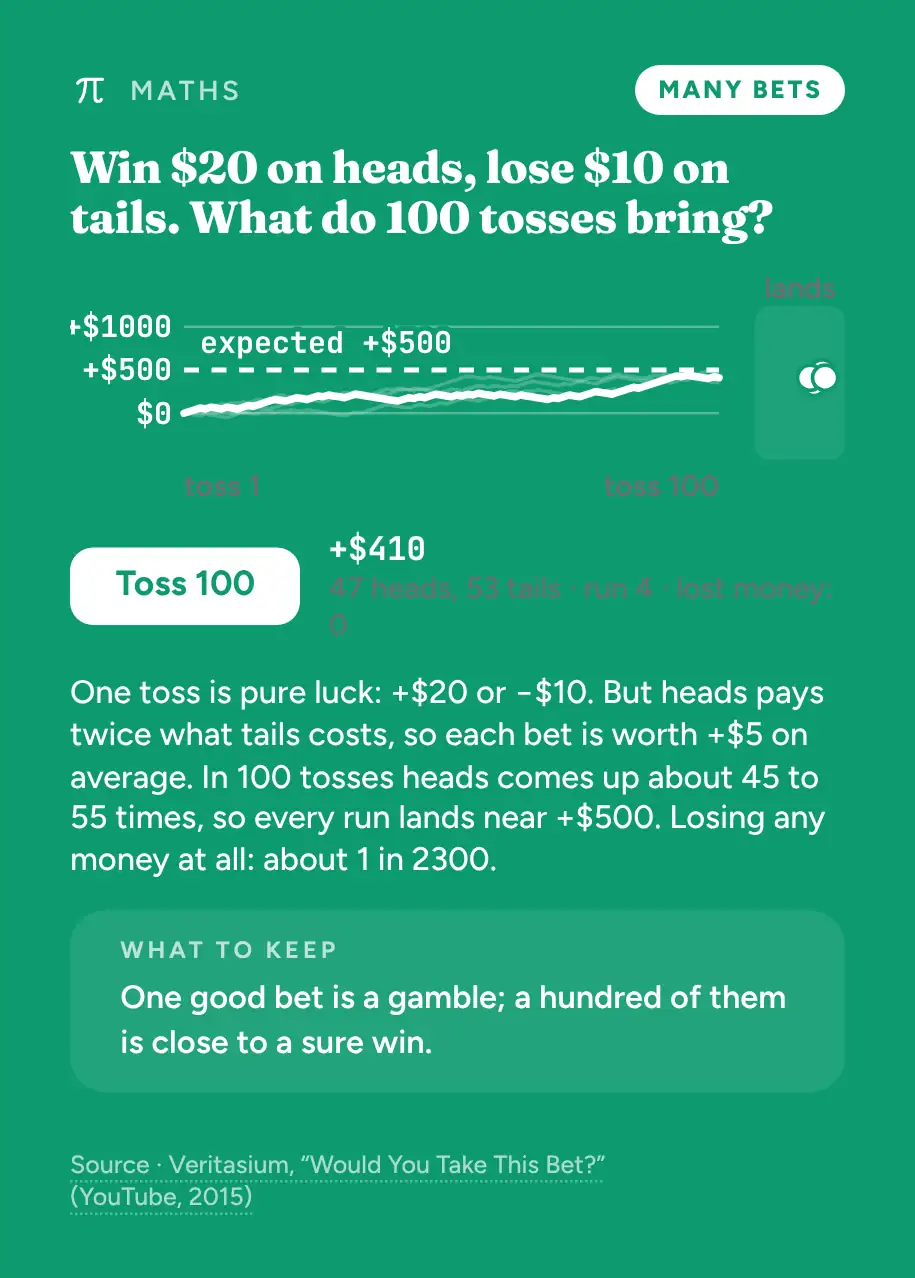 π MATHS
MANY BETS
Win $20 on heads, lose $10 on
tails. What do 100 tosses bring?
lands
+$1000
expected +$500
+$500
$0
toss 1
toss 100
Toss 100
+$410
47 heads, 53 tails · run 4 · lost money:
0
One toss is pure luck: +$20 or −$10. But heads pays
twice what tails costs, so each bet is worth +$5 on
average. In 100 tosses heads comes up about 45 to
55 times, so every run lands near +$500. Losing any
money at all: about 1 in 2300.
WHAT TO KEEP
One good bet is a gamble; a hundred of them
is close to a sure win.
Source · Veritasium, “Would You Take This Bet?”
(YouTube, 2015)